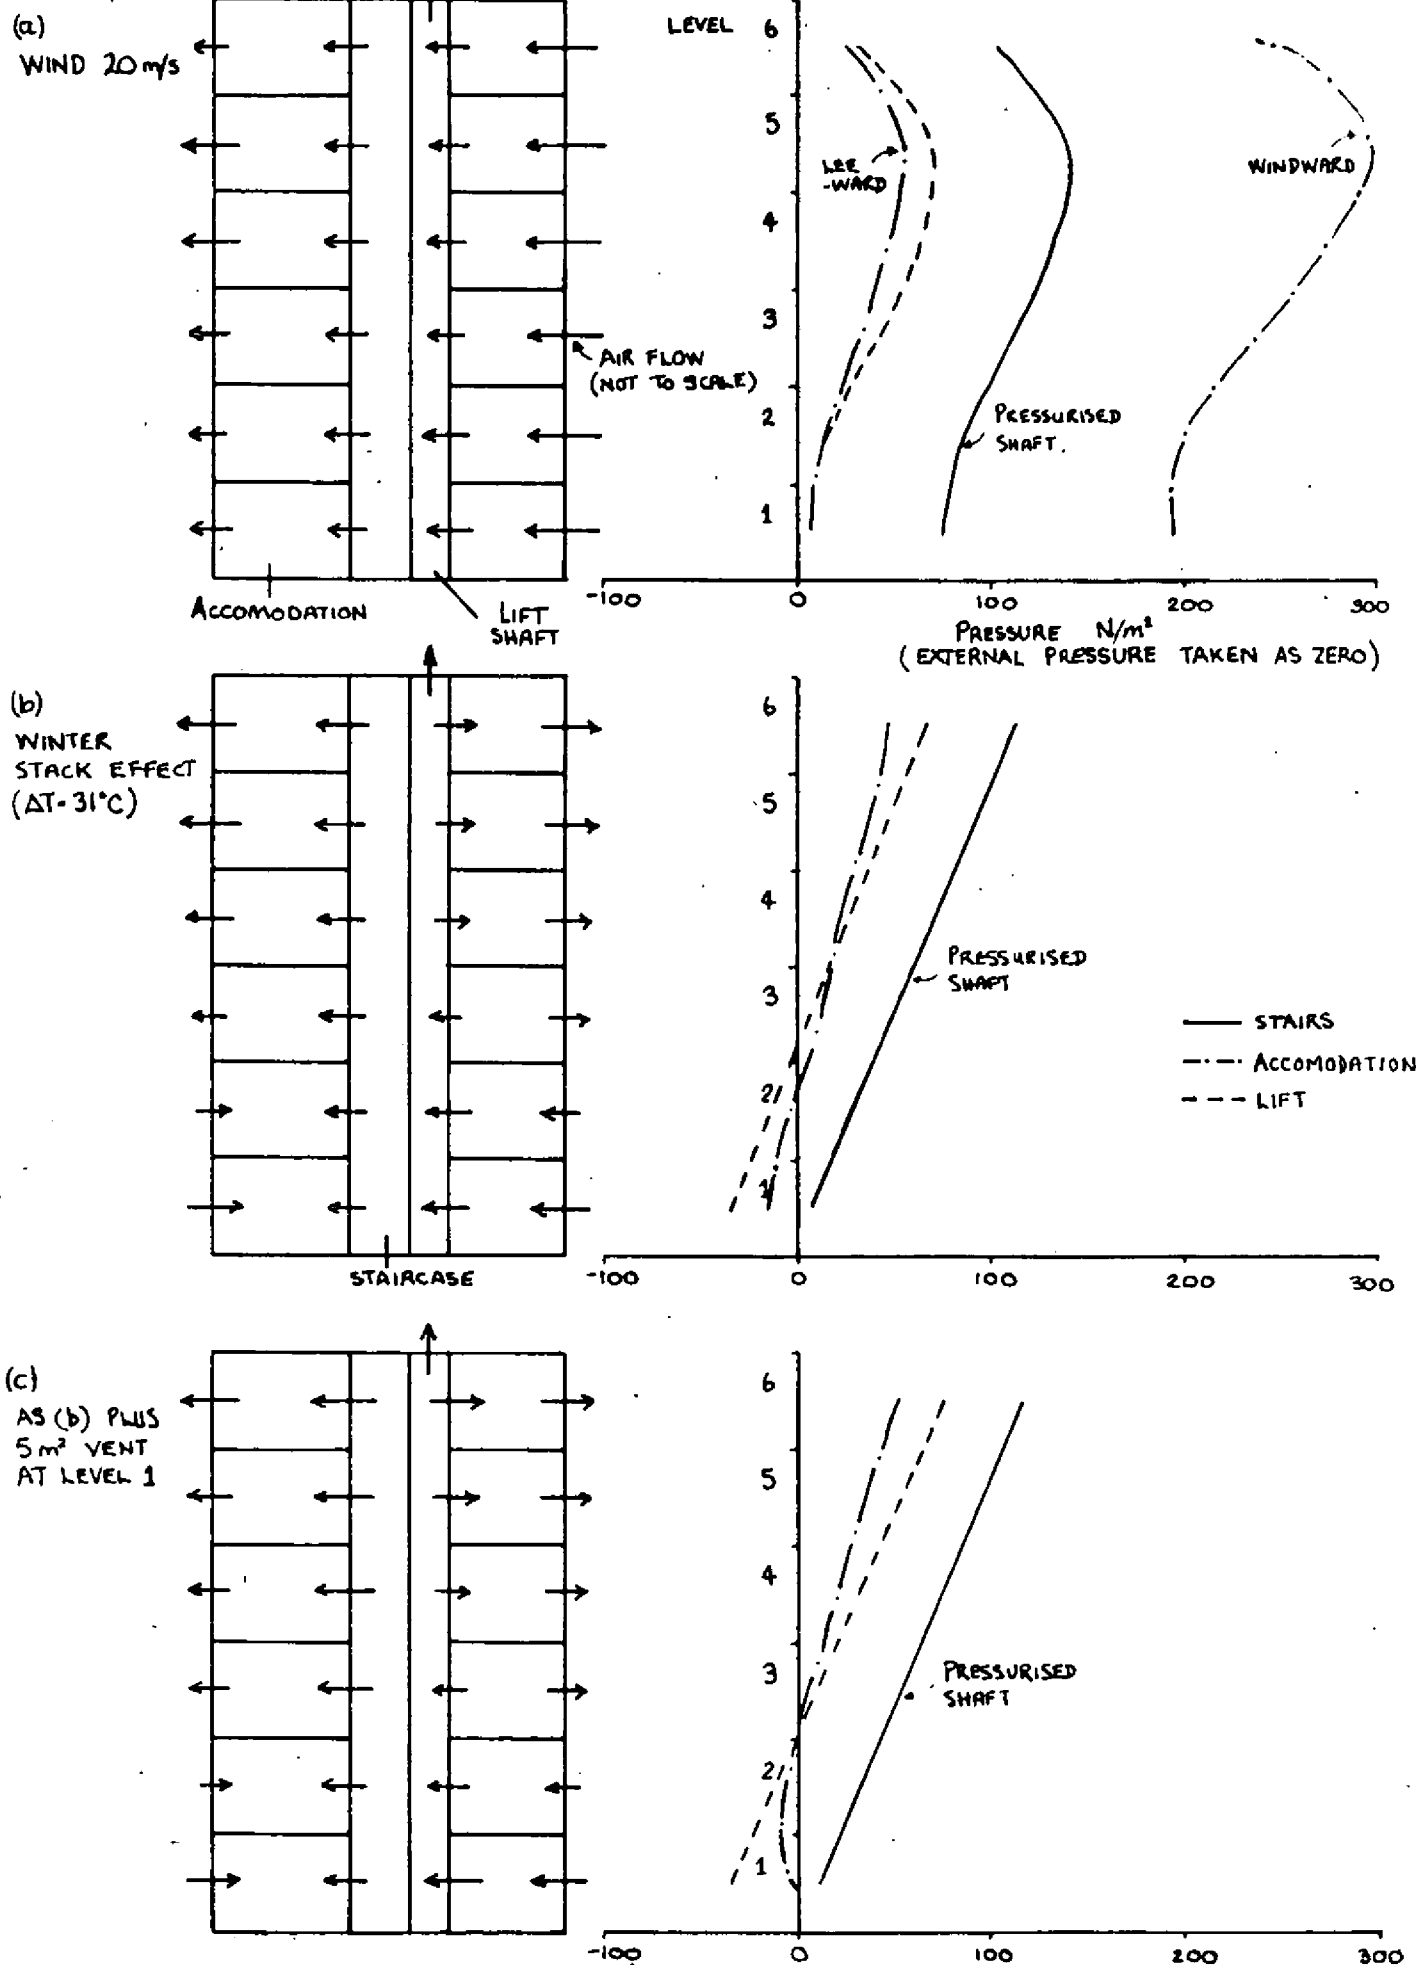 (a)
WIND 20 m/s
LEVEL
6
5
4
3
2
1
LEE
-WARD
WINDWARD
PRESSURISED
SHAFT.
AIR FLOW
(NOT TO SCALE)
ACCOMODATION
LIFT
SHAFT
-100
0
100
200
300
PRESSURE N/m²
(EXTERNAL PRESSURE TAKEN AS ZERO)
(b)
WINTER
STACK EFFECT
(ΔT=31°C)
STAIRCASE
6
5
4
3
2
1
PRESSURISED
SHAFT
STAIRS
ACCOMODATION
LIFT
-100
0
100
200
300
(c)
AS (b) PLUS
5m² VENT
AT LEVEL 1
6
5
4
3
2
1
PRESSURISED
SHAFT
-100
0
100
200
300